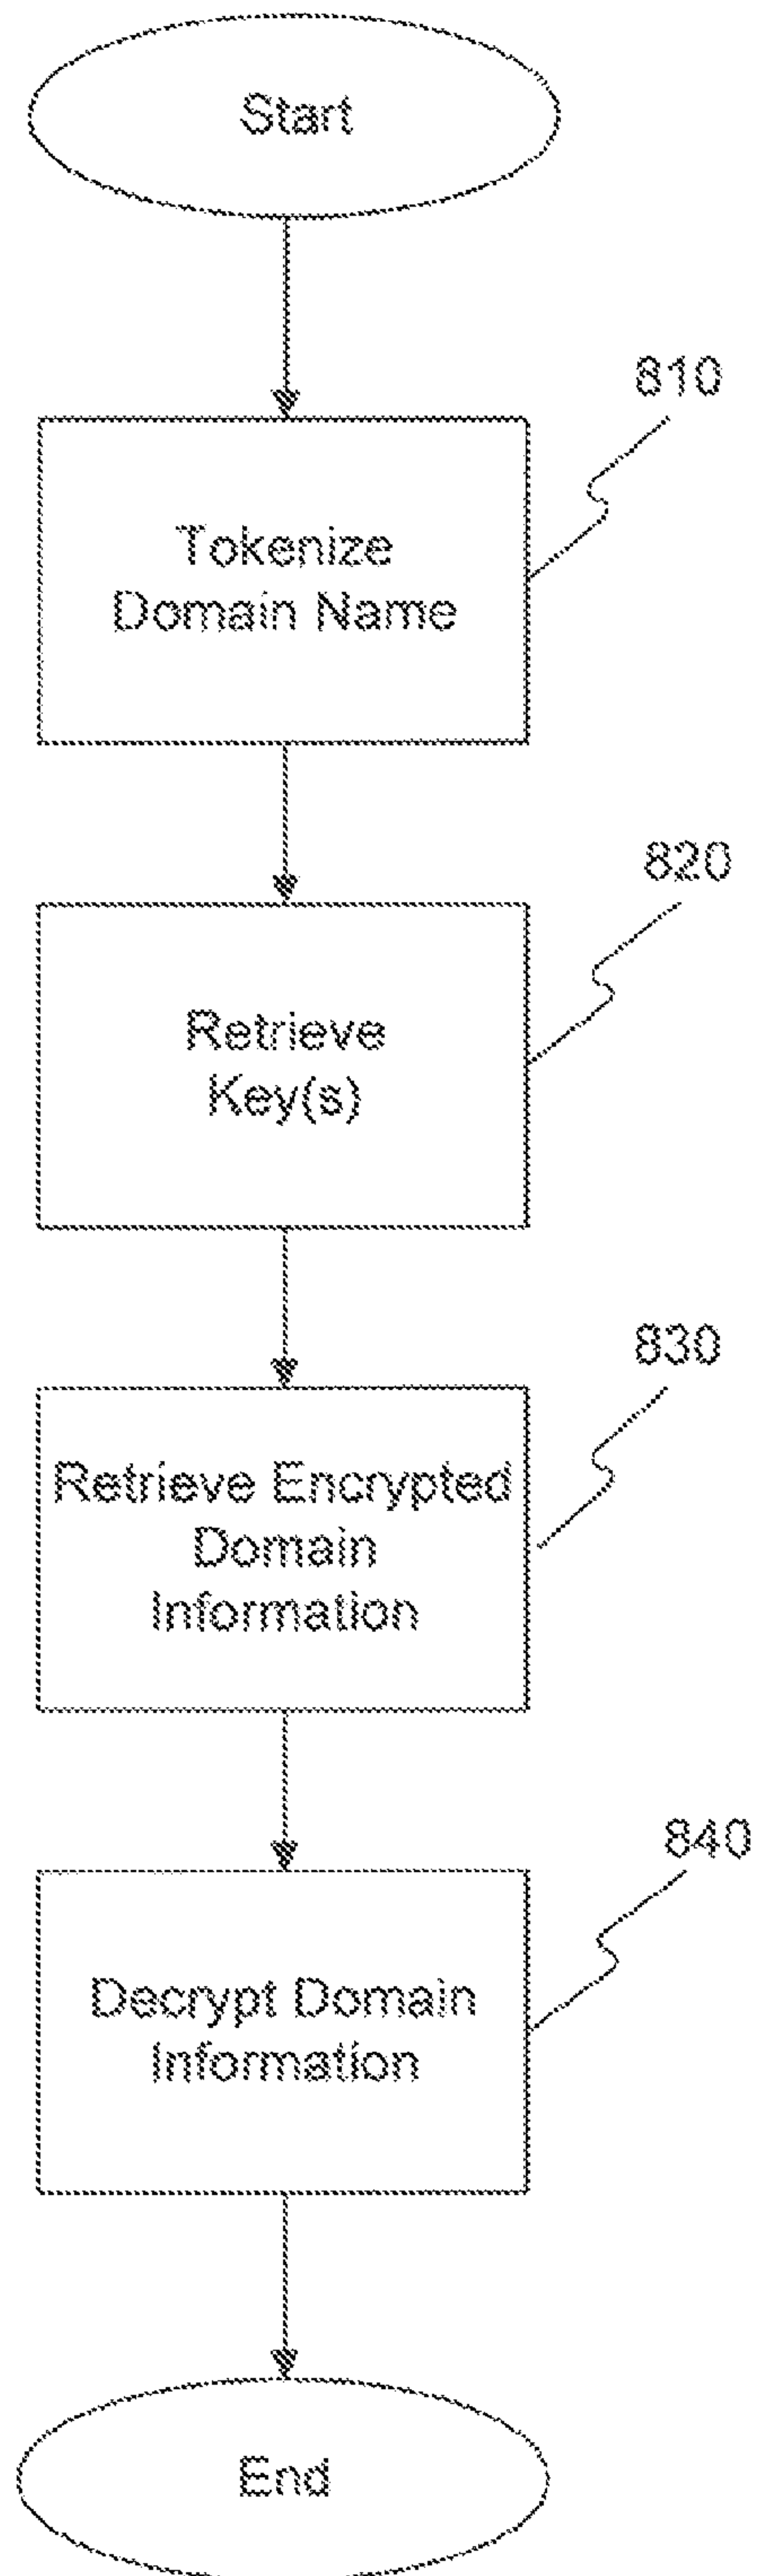 Start
810
Tokenize
Domain Name
820
Retrieve
Key(s)
830
Retrieve Encrypted
Domain
Information
840
Decrypt Domain
Information
End